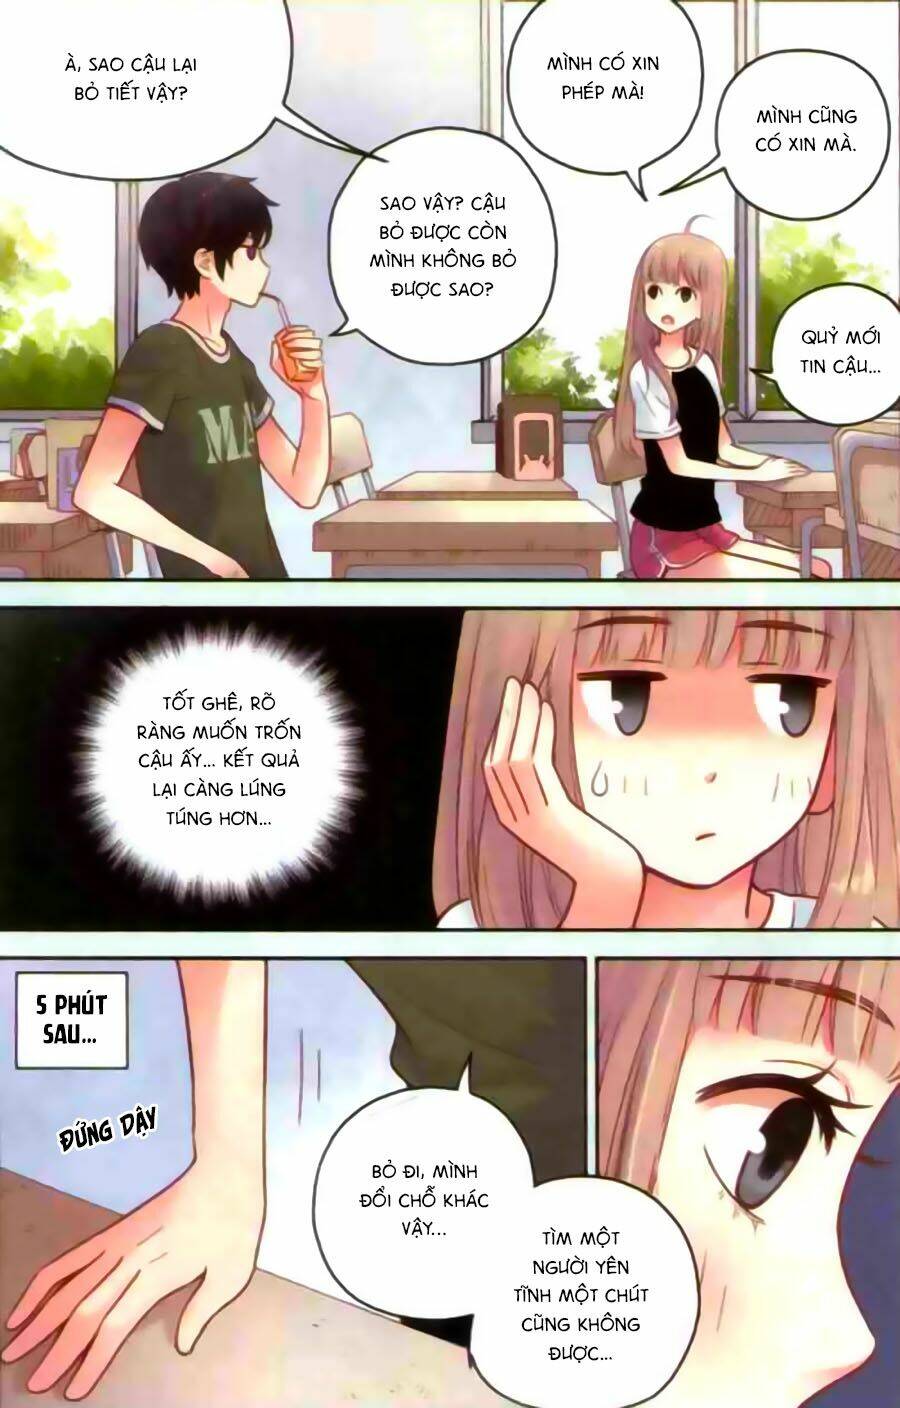 À, SAO CẬU LẠI
BỎ TIẾT VẬY?
SAO VẬY? CẬU
BỎ ĐƯỢC CÒN
MÌNH KHÔNG BỎ
ĐƯỢC SAO?
MÌNH CÓ XIN
PHÉP MÀ!
MÌNH CŨNG
CÓ XIN MÀ.
QUỶ MỚI
TIN CẬU...
MA
TỐT GHÊ, RÕ
RÀNG MUỐN TRỐN
CẬU ẤY... KẾT QUẢ
LẠI CÀNG LÚNG
TÚNG HƠN...
5 PHÚT
SAU...
ĐỨNG DẬY
BỎ ĐI, MÌNH
ĐỔI CHỖ KHÁC
VẬY...
TÌM MỘT
NGƯỜI YÊN
TĨNH MỘT CHÚT
CŨNG KHÔNG
ĐƯỢC...